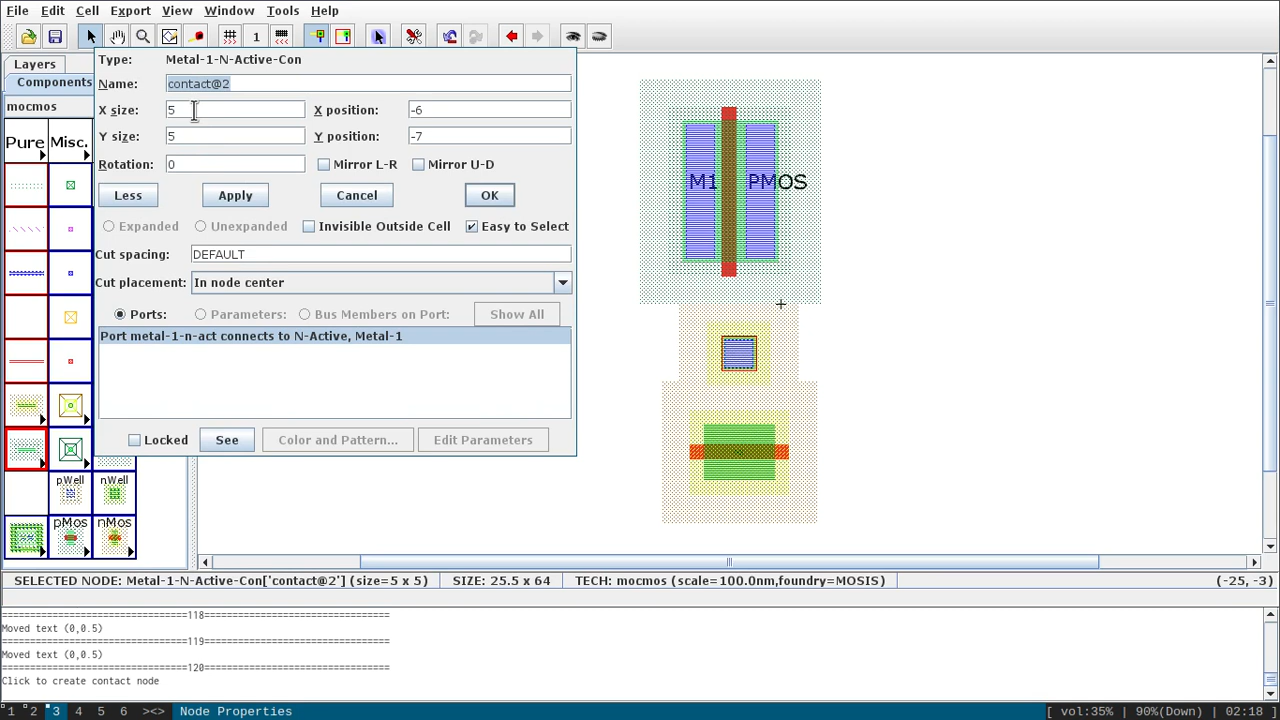 File Edit Cell Export View Window Tools Help
1
Layers
Components
mocmos
Pure Misc.
pWell nWell
pMos nMos
Type: Metal-1-N-Active-Con
Name: contact@2
X size: 5 X position: -6
Y size: 5 Y position: -7
Rotation: 0 Mirror L-R Mirror U-D
Less Apply Cancel OK
Expanded Unexpanded Invisible Outside Cell Easy to Select
Cut spacing: DEFAULT
Cut placement: In node center
Ports: Parameters: Bus Members on Port: Show All
Port metal-1-n-act connects to N-Active, Metal-1
Locked See Color and Pattern... Edit Parameters
M1 PMOS
SELECTED NODE: Metal-1-N-Active-Con['contact@2'] (size=5 x 5) SIZE: 25.5 x 64 TECH: mocmos (scale=100.0nm,foundry=MOSIS) (-25, -3)
================================118================================
Moved text (0,0.5)
================================119================================
Moved text (0,0.5)
================================120================================
Click to create contact node
1 2 3 4 5 6 ><> Node Properties [ vol:35% | 90%(Down) | 02:18 ]